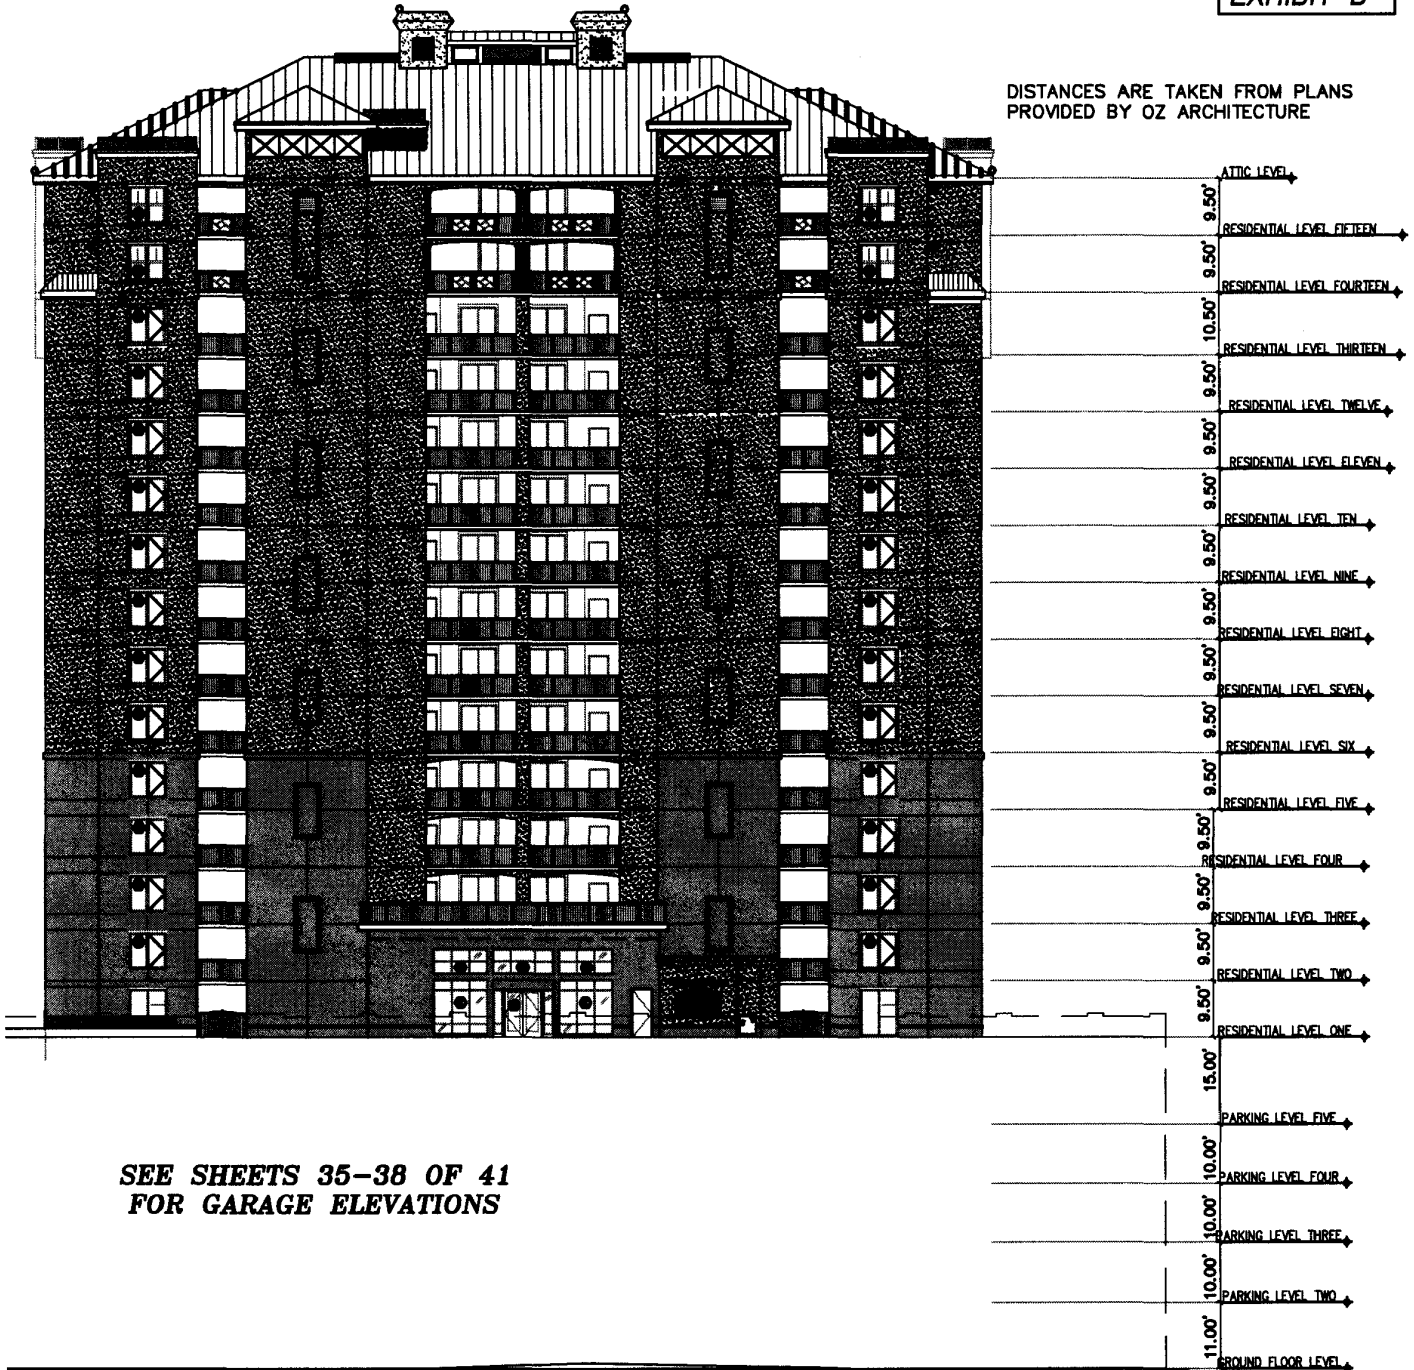 EXHIBIT "B"
DISTANCES ARE TAKEN FROM PLANS
PROVIDED BY OZ ARCHITECTURE
ATTIC LEVEL
9.50'
RESIDENTIAL LEVEL FIFTEEN
9.50'
RESIDENTIAL LEVEL FOURTEEN
10.50'
RESIDENTIAL LEVEL THIRTEEN
9.50'
RESIDENTIAL LEVEL TWELVE
9.50'
RESIDENTIAL LEVEL ELEVEN
9.50'
RESIDENTIAL LEVEL TEN
9.50'
RESIDENTIAL LEVEL NINE
9.50'
RESIDENTIAL LEVEL EIGHT
9.50'
RESIDENTIAL LEVEL SEVEN
9.50'
RESIDENTIAL LEVEL SIX
9.50'
RESIDENTIAL LEVEL FIVE
9.50'
RESIDENTIAL LEVEL FOUR
9.50'
RESIDENTIAL LEVEL THREE
9.50'
RESIDENTIAL LEVEL TWO
9.50'
RESIDENTIAL LEVEL ONE
15.00'
PARKING LEVEL FIVE
10.00'
PARKING LEVEL FOUR
10.00'
PARKING LEVEL THREE
10.00'
PARKING LEVEL TWO
11.00'
GROUND FLOOR LEVEL
SEE SHEETS 35-38 OF 41
FOR GARAGE ELEVATIONS